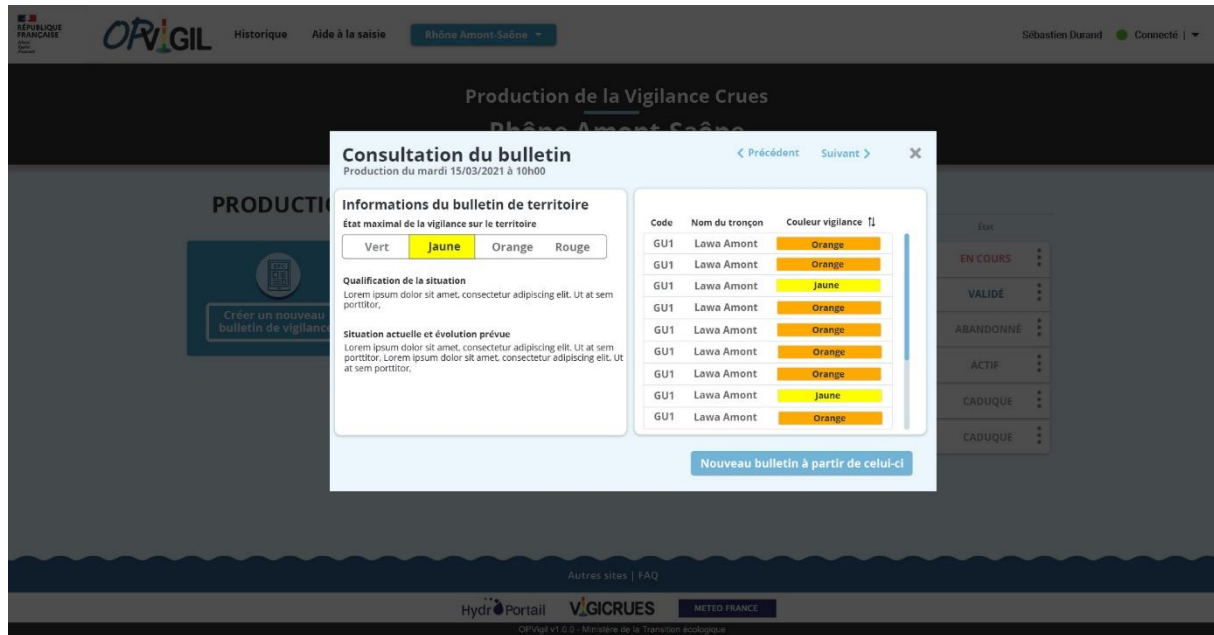 RÉPUBLIQUE
FRANÇAISE
OPVIGIL
Historique Aide à la saisie Rhône Amont-Saône
Sébastien Durand Connecté |
Production de la Vigilance Crues
Rhône Amont-Saône
Consultation du bulletin
Production du mardi 15/03/2021 à 10h00
< Précédent Suivant >
PRODUCTI
Créer un nouveau
bulletin de vigilance
Informations du bulletin de territoire
État maximal de la vigilance sur le territoire
Vert Jaune Orange Rouge
Qualification de la situation
Lorem ipsum dolor sit amet, consectetur adipiscing elit. Ut at sem
porttitor,
Situation actuelle et évolution prévue
Lorem ipsum dolor sit amet, consectetur adipiscing elit. Ut at sem
porttitor, Lorem ipsum dolor sit amet, consectetur adipiscing elit. Ut
at sem porttitor,
Code Nom du tronçon Couleur vigilance
GU1 Lawa Amont Orange
GU1 Lawa Amont Orange
GU1 Lawa Amont Jaune
GU1 Lawa Amont Orange
GU1 Lawa Amont Orange
GU1 Lawa Amont Orange
GU1 Lawa Amont Orange
GU1 Lawa Amont Jaune
GU1 Lawa Amont Orange
Nouveau bulletin à partir de celui-ci
État
EN COURS
VALIDÉ
ABANDONNÉ
ACTIF
CADUQUE
CADUQUE
Autres sites | FAQ
HydroPortail VIGICRUES METEO FRANCE
OPVigil v1.0.0 - Ministère de la Transition écologique